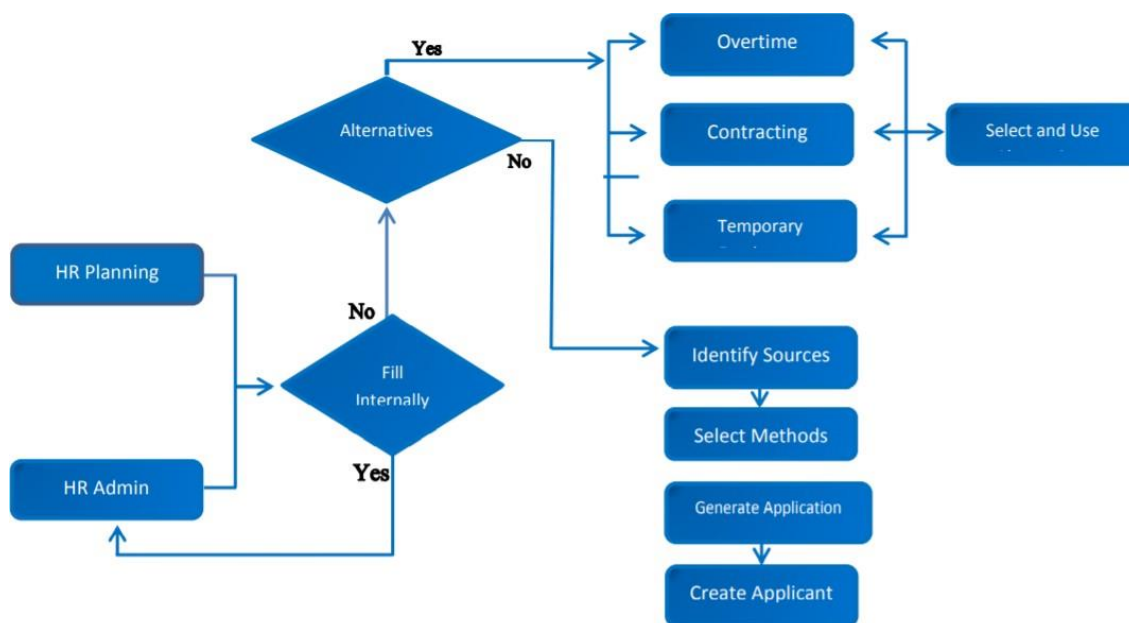 Yes
Overtime
Alternatives
Contracting
Select and Use
No
Temporary
HR Planning
No
Fill
Internally
Identify Sources
Select Methods
Yes
HR Admin
Generate Application
Create Applicant